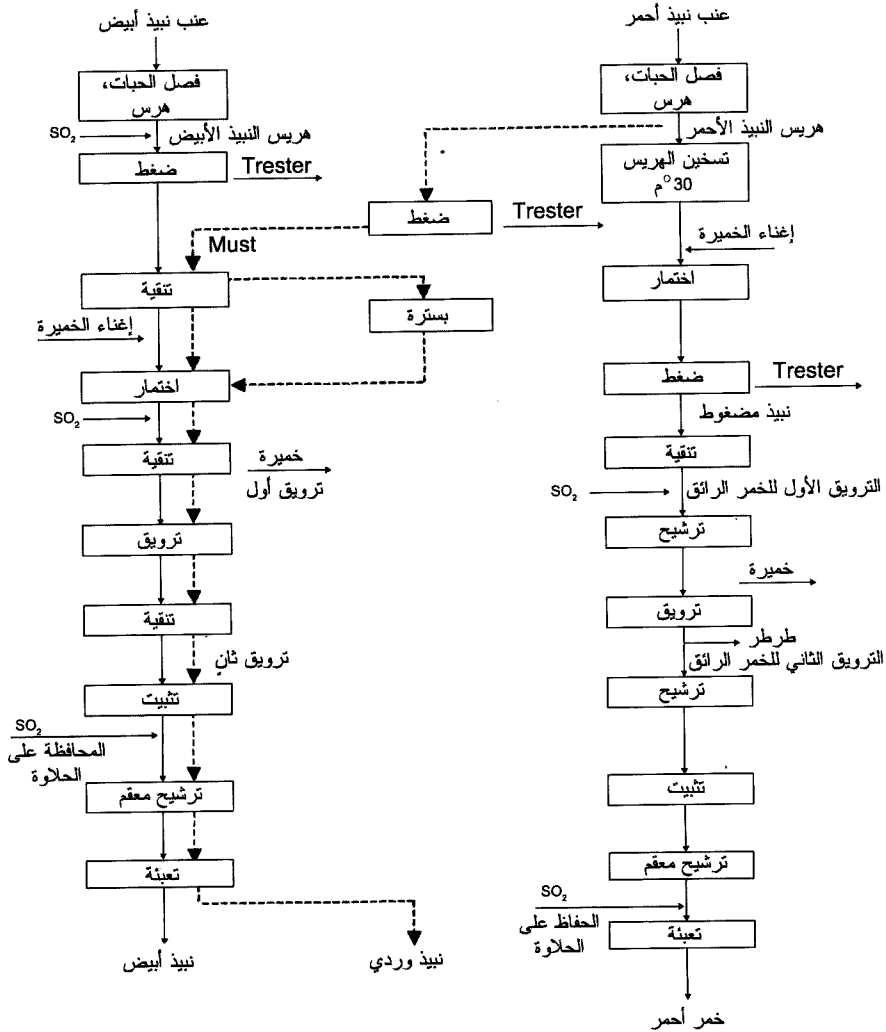 عنب نبيذ أبيض
فصل الحبات،
هرس
SO₂
هريس النبيذ الأبيض
ضغط
Trester
Must
تنقية
إغناء الخميرة
اختمار
SO₂
تنقية
خميرة
ترويق أول
ترويق
تنقية
ترويق ثانٍ
تثبيت
SO₂
المحافظة على
الحلاوة
ترشيح معقم
تعبئة
نبيذ أبيض
نبيذ وردي
ضغط
Trester
بسترة
عنب نبيذ أحمر
فصل الحبات،
هرس
هريس النبيذ الأحمر
تسخين الهريس
30°م
إغناء الخميرة
اختمار
ضغط
Trester
نبيذ مضغوط
تنقية
SO₂
الترويق الأول للخمر الرائق
ترشيح
خميرة
ترويق
طرطر
الترويق الثاني للخمر الرائق
ترشيح
تثبيت
ترشيح معقم
SO₂
الحفاظ على
الحلاوة
تعبئة
خمر أحمر